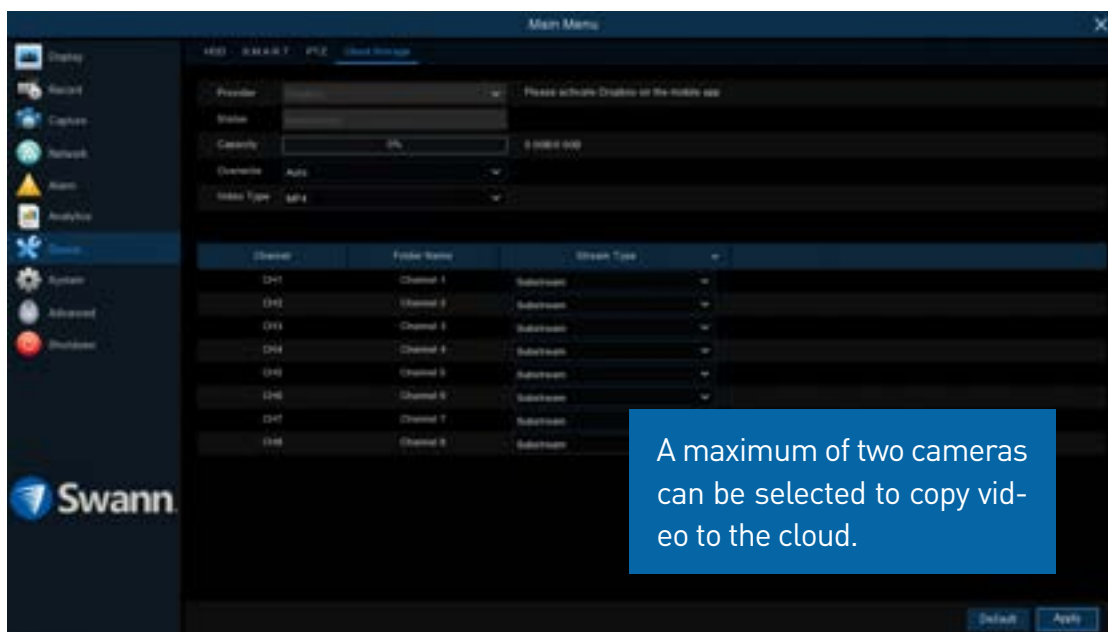 Main Menu
Display
HDD S.M.A.R.T PTZ Cloud Storage
Record
Provider Please activate Dropbox on the mobile app
Capture
Status
Capacity 0%
Network
Overwrite Auto
Alarm
Video Type MP4
Analytics
Device
Channel Folder Name Stream Type
System
CH1 Channel 1 Substream
CH2 Channel 2 Substream
Advanced
CH3 Channel 3 Substream
Shutdown
CH4 Channel 4 Substream
CH5 Channel 5 Substream
CH6 Channel 6 Substream
CH7 Channel 7 Substream
CH8 Channel 8 Substream
A maximum of two cameras
can be selected to copy vid-
eo to the cloud.
Swann
Default Apply